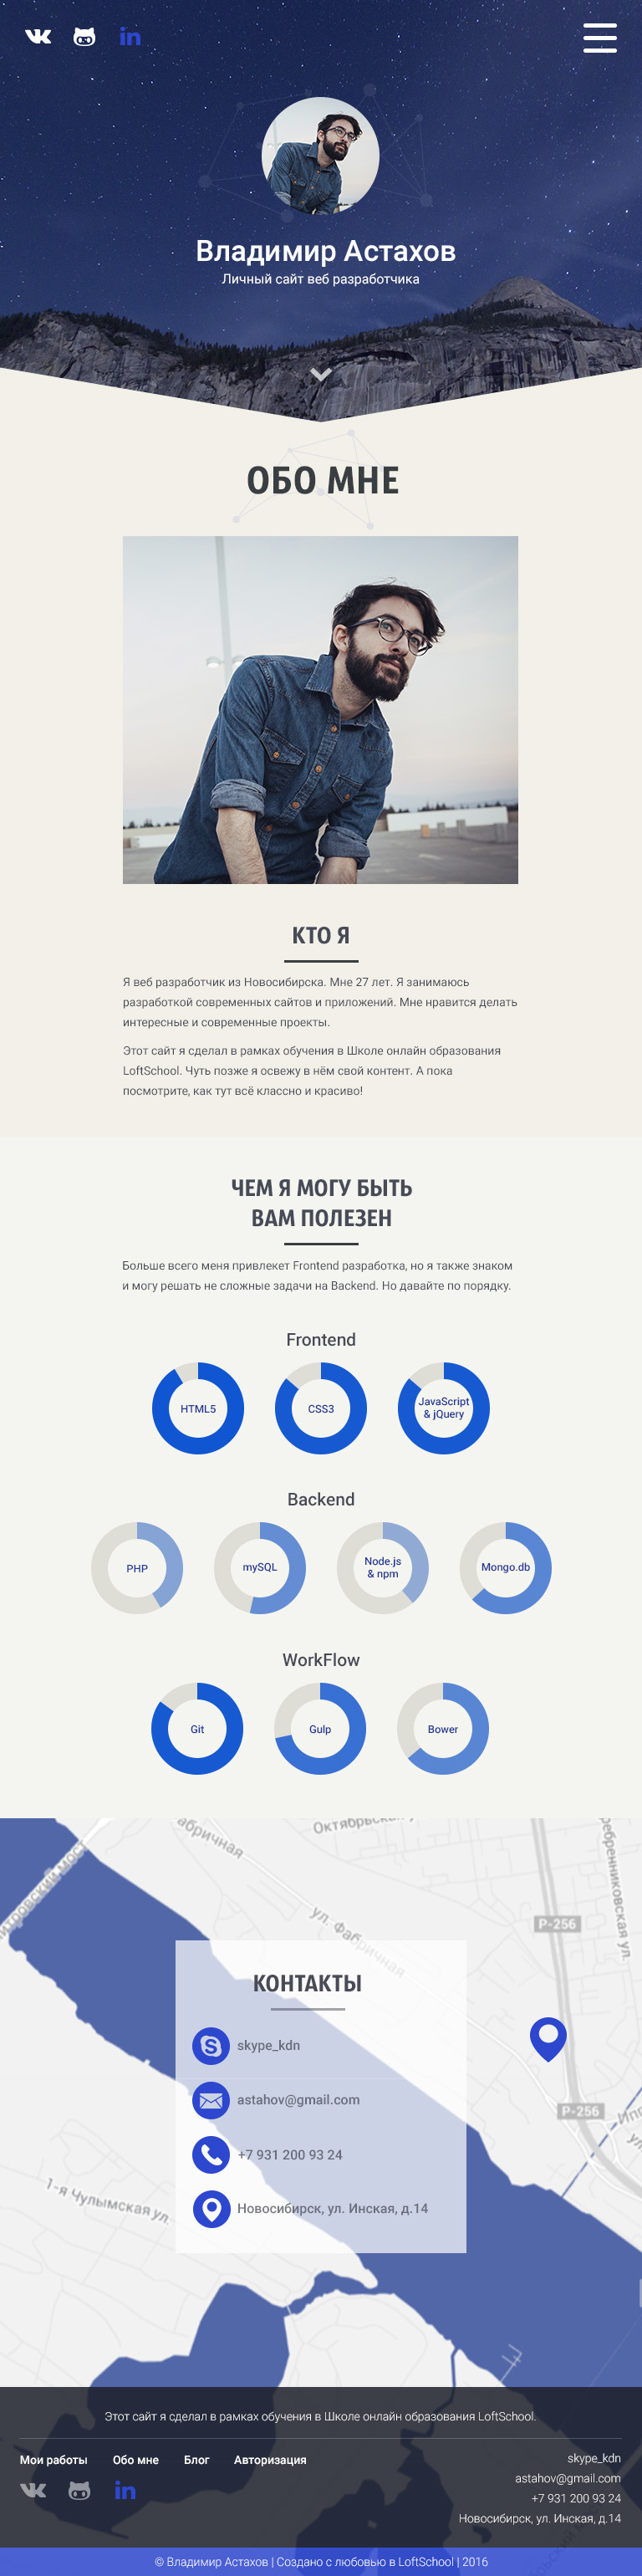 in
Владимир Астахов
Личный сайт веб разработчика
ОБО МНЕ
КТО Я
Я веб разработчик из Новосибирска. Мне 27 лет. Я занимаюсь
разработкой современных сайтов и приложений. Мне нравится делать
интересные и современные проекты.
Этот сайт я сделал в рамках обучения в Школе онлайн образования
LoftSchool. Чуть позже я освежу в нём свой контент. А пока
посмотрите, как тут всё классно и красиво!
ЧЕМ Я МОГУ БЫТЬ
ВАМ ПОЛЕЗЕН
Больше всего меня привлекет Frontend разработка, но я также знаком
и могу решать не сложные задачи на Backend. Но давайте по порядку.
Frontend
HTML5
CSS3
JavaScript
& jQuery
Backend
PHP
mySQL
Node.js
& npm
Mongo.db
WorkFlow
Git
Gulp
Bower
ул. Фабричная
Р-256
КОНТАКТЫ
skype_kdn
astahov@gmail.com
Р-256
+7 931 200 93 24
1-я Чулымская ул.
Новосибирск, ул. Инская, д.14
Этот сайт я сделал в рамках обучения в Школе онлайн образования LoftSchool.
Мои работы Обо мне Блог Авторизация
in
skype_kdn
astahov@gmail.com
+7 931 200 93 24
Новосибирск, ул. Инская, д.14
© Владимир Астахов | Создано с любовью в LoftSchool | 2016